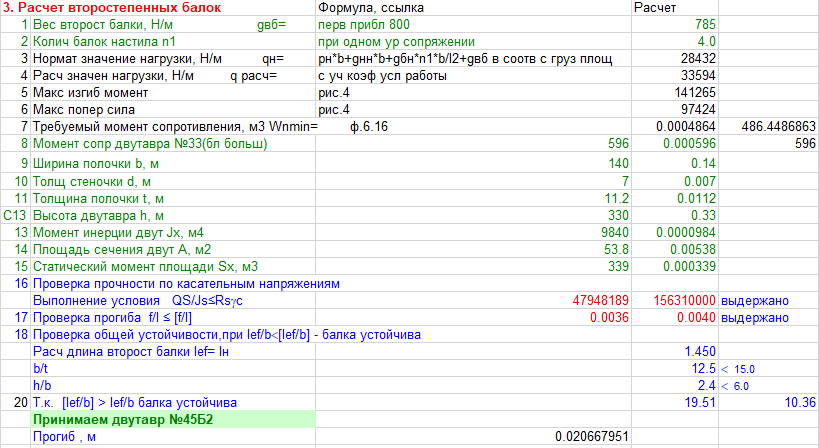 3. Расчет второстепенных балок Формула, ссылка Расчет
1 Вес второст балки, Н/м gвб= перв прибл 800 785
2 Колич балок настила n1 при одном ур сопряжении 4.0
3 Нормат значение нагрузки, Н/м qн= рн*b+gнн*b+gбн*n1*b/l2+gвб в соотв с груз площ 28432
4 Расч значен нагрузки, Н/м q расч= с уч коэф усл работы 33594
5 Макс изгиб момент рис.4 141265
6 Макс попер сила рис.4 97424
7 Требуемый момент сопротивления, м3 Wnmin= ф.6.16 0.0004864 486.4486863
8 Момент сопр двутавра №33(бл больш) 596 0.000596 596
9 Ширина полочки b, м 140 0.14
10 Толщ стеночки d, м 7 0.007
11 Толщина полочки t, м 11.2 0.0112
С13 Высота двутавра h, м 330 0.33
13 Момент инерции двут Jx, м4 9840 0.0000984
14 Площадь сечения двут А, м2 53.8 0.00538
15 Статический момент площади Sx, м3 339 0.000339
16 Проверка прочности по касательным напряжениям
Выполнение условия QS/Js≤Rsγc 47948189 156310000 выдержано
17 Проверка прогиба f/l ≤ [f/l] 0.0036 0.0040 выдержано
18 Проверка общей устойчивости,при lef/b<[lef/b] - балка устойчива
Расч длина второст балки lef= lн 1.450
b/t 12.5 < 15.0
h/b 2.4 < 6.0
20 Т.к. [lef/b] > lef/b балка устойчива 19.51 10.36
Принимаем двутавр №45Б2
Прогиб , м 0.020667951